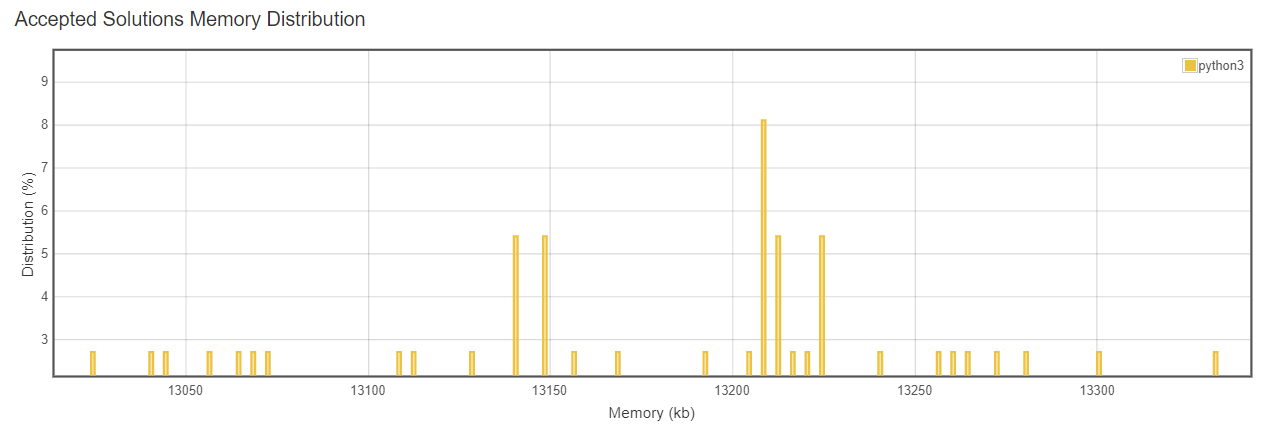 Accepted Solutions Memory Distribution
python3
9
8
7
6
5
4
3
Distribution (%)
13050 13100 13150 13200 13250 13300
Memory (kb)